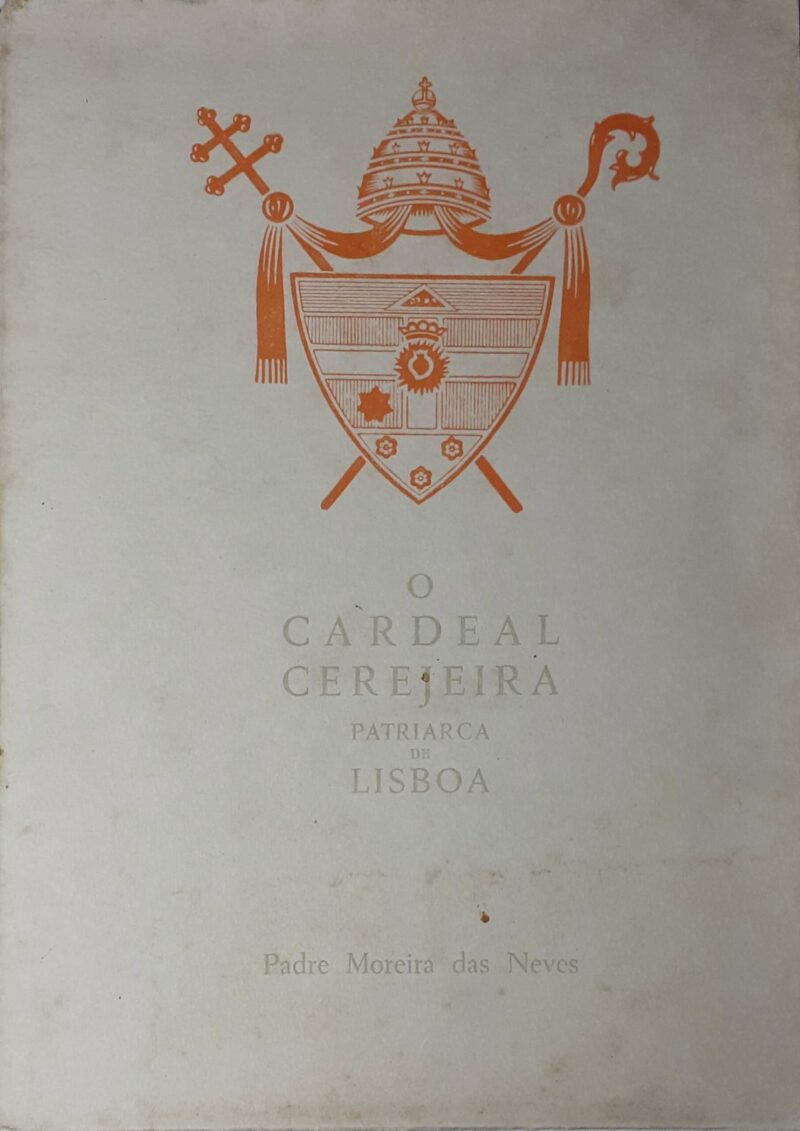 O
CARDEAL
CEREJEIRA
PATRIARCA
DE
LISBOA
Padre Moreira das Neves